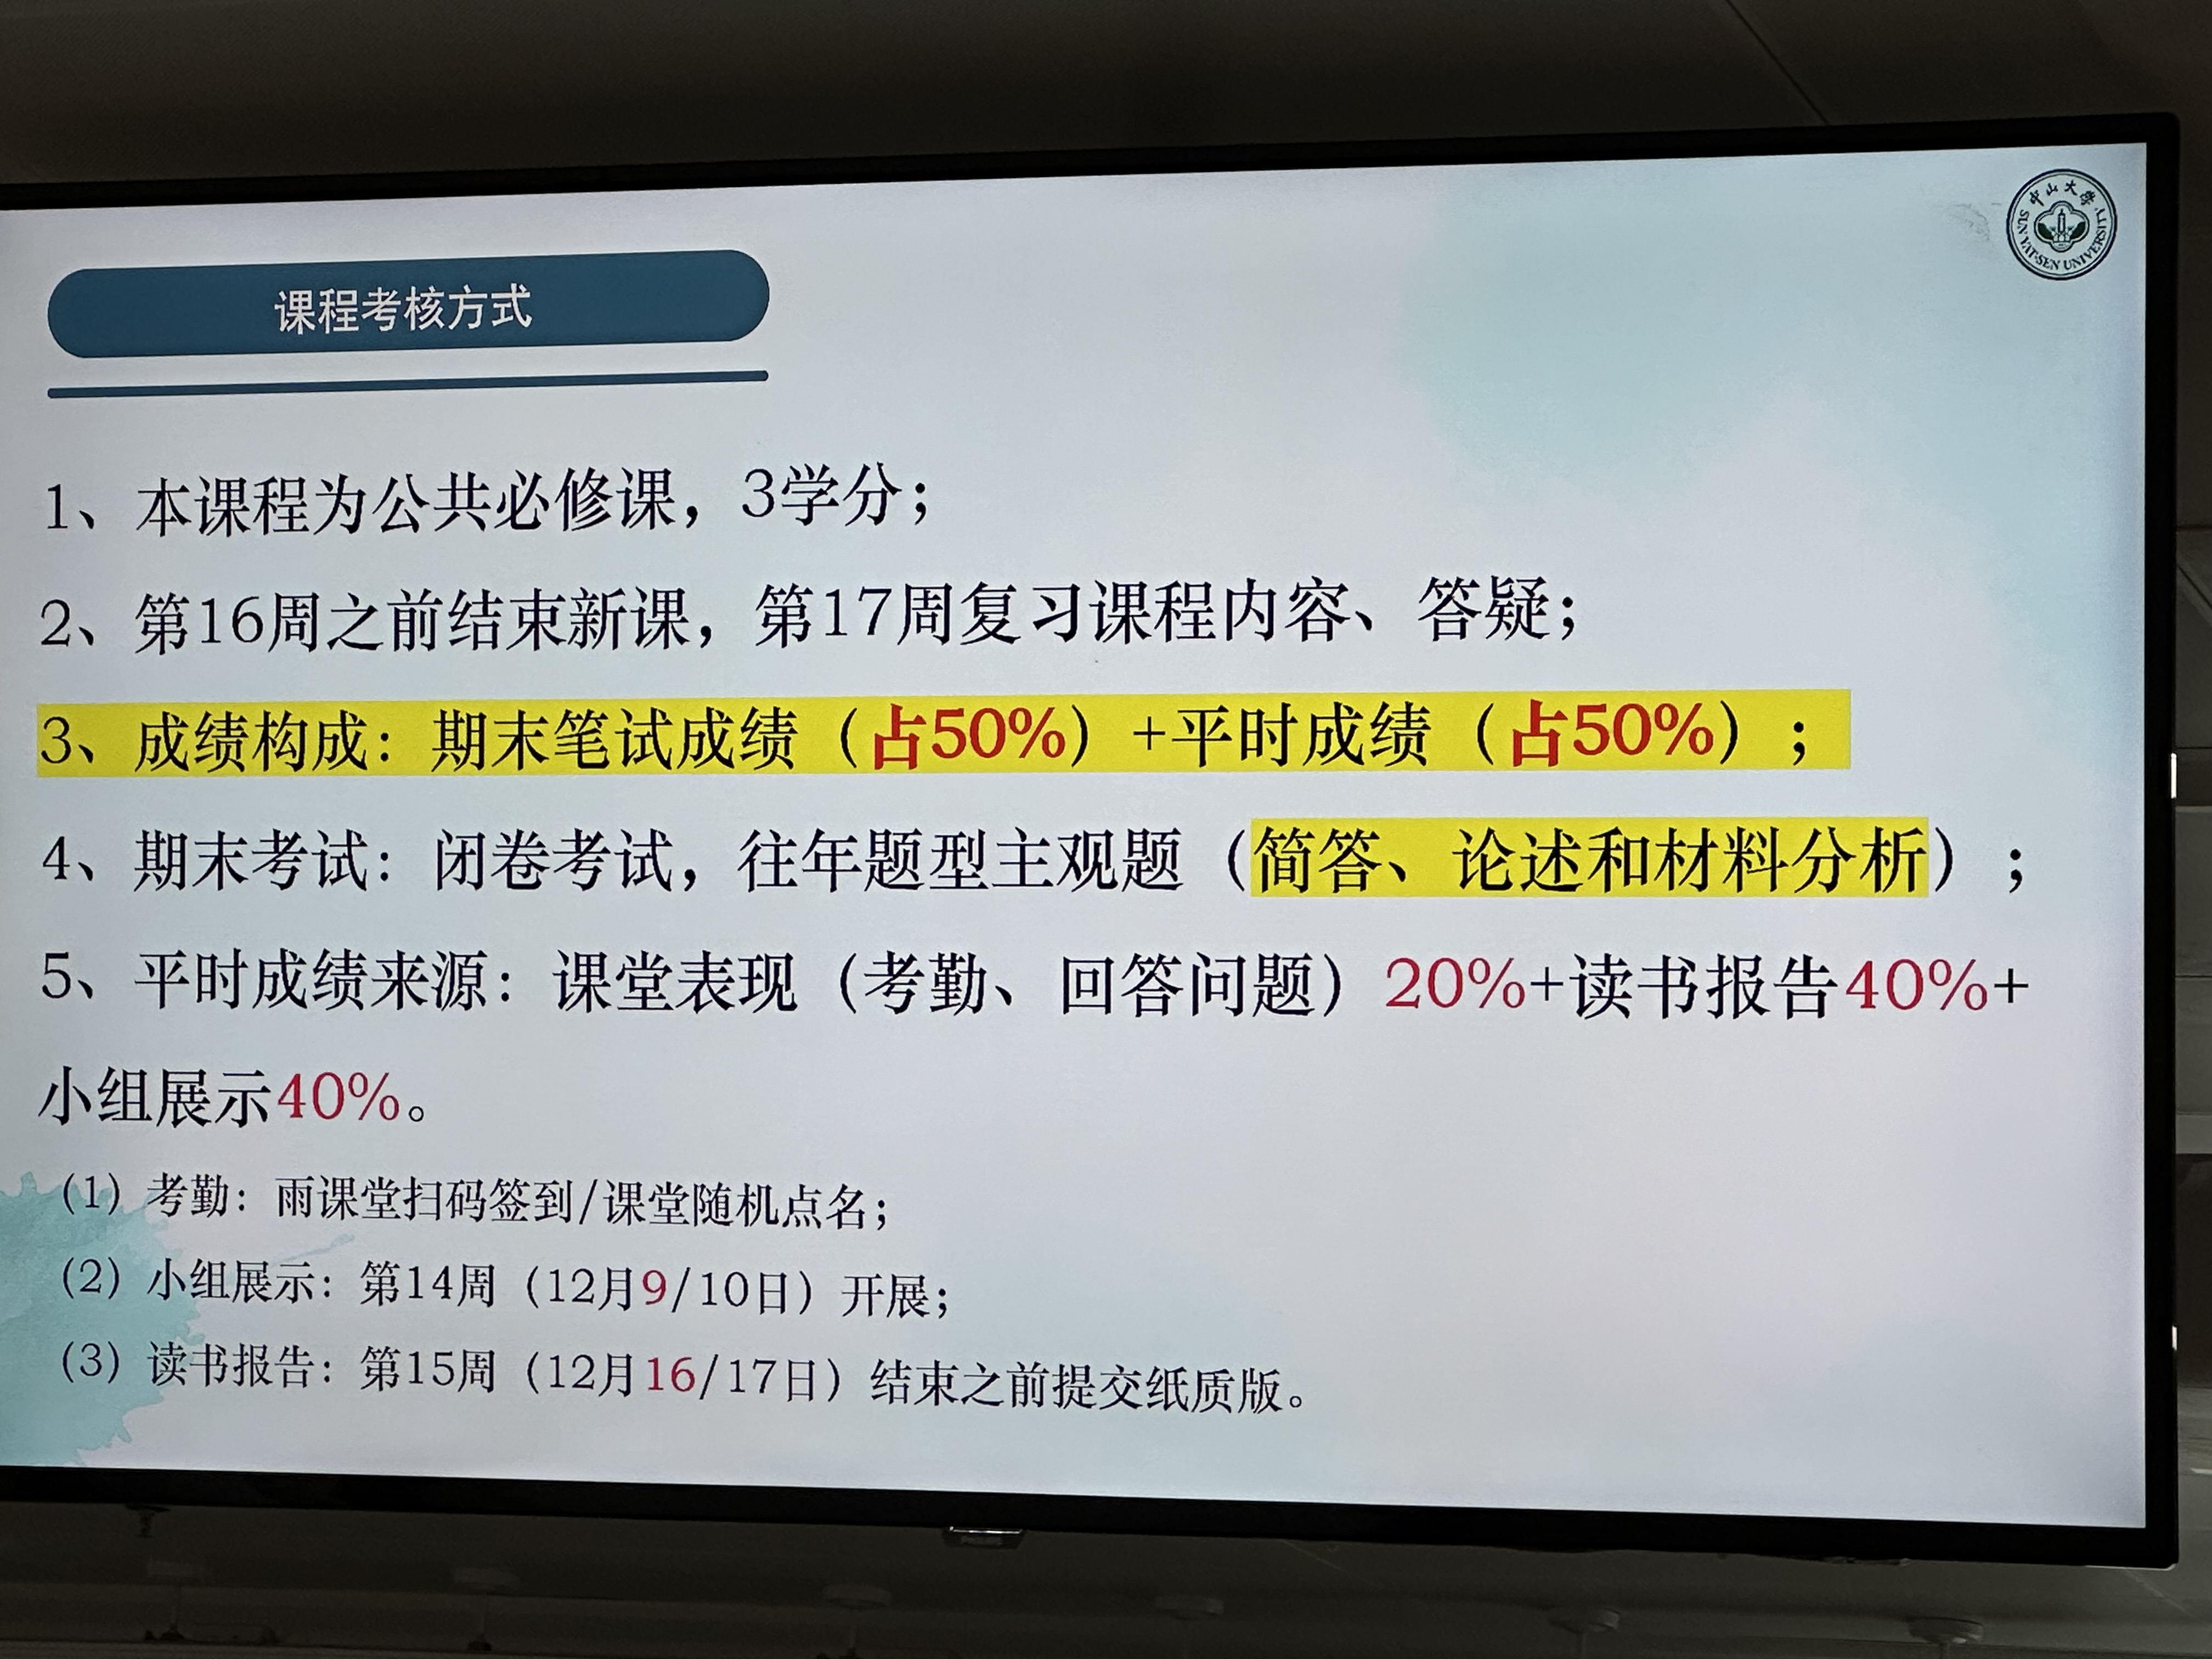 中山大学
SUN YAT-SEN UNIVERSITY
课程考核方式
1、本课程为公共必修课，3学分；
2、第16周之前结束新课，第17周复习课程内容、答疑；
3、成绩构成：期末笔试成绩（占50%）+平时成绩（占50%）；
4、期末考试：闭卷考试，往年题型主观题（简答、论述和材料分析）；
5、平时成绩来源：课堂表现（考勤、回答问题）20%+读书报告40%+
小组展示40%。
（1）考勤：雨课堂扫码签到/课堂随机点名；
（2）小组展示：第14周（12月9/10日）开展；
（3）读书报告：第15周（12月16/17日）结束之前提交纸质版。